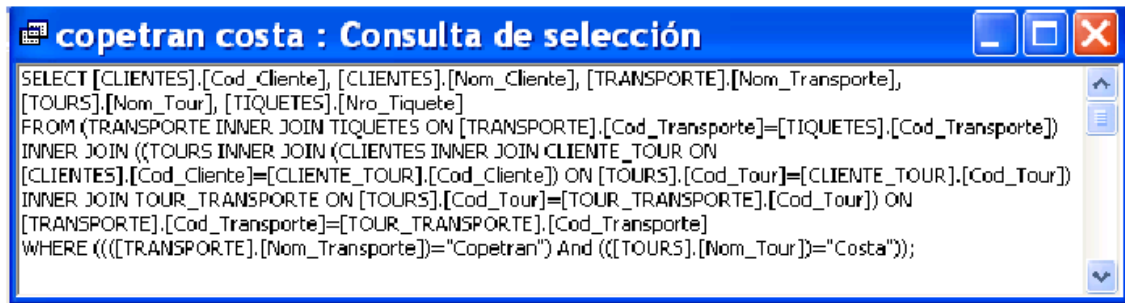 copetran costa : Consulta de selección
SELECT [CLIENTES].[Cod_Cliente], [CLIENTES].[Nom_Cliente], [TRANSPORTE].[Nom_Transporte],
[TOURS].[Nom_Tour], [TIQUETES].[Nro_Tiquete]
FROM (TRANSPORTE INNER JOIN TIQUETES ON [TRANSPORTE].[Cod_Transporte]=[TIQUETES].[Cod_Transporte])
INNER JOIN ((TOURS INNER JOIN (CLIENTES INNER JOIN CLIENTE_TOUR ON
[CLIENTES].[Cod_Cliente]=[CLIENTE_TOUR].[Cod_Cliente]) ON [TOURS].[Cod_Tour]=[CLIENTE_TOUR].[Cod_Tour])
INNER JOIN TOUR_TRANSPORTE ON [TOURS].[Cod_Tour]=[TOUR_TRANSPORTE].[Cod_Tour]) ON
[TRANSPORTE].[Cod_Transporte]=[TOUR_TRANSPORTE].[Cod_Transporte]
WHERE ((([TRANSPORTE].[Nom_Transporte])="Copetran") And (([TOURS].[Nom_Tour])="Costa"));